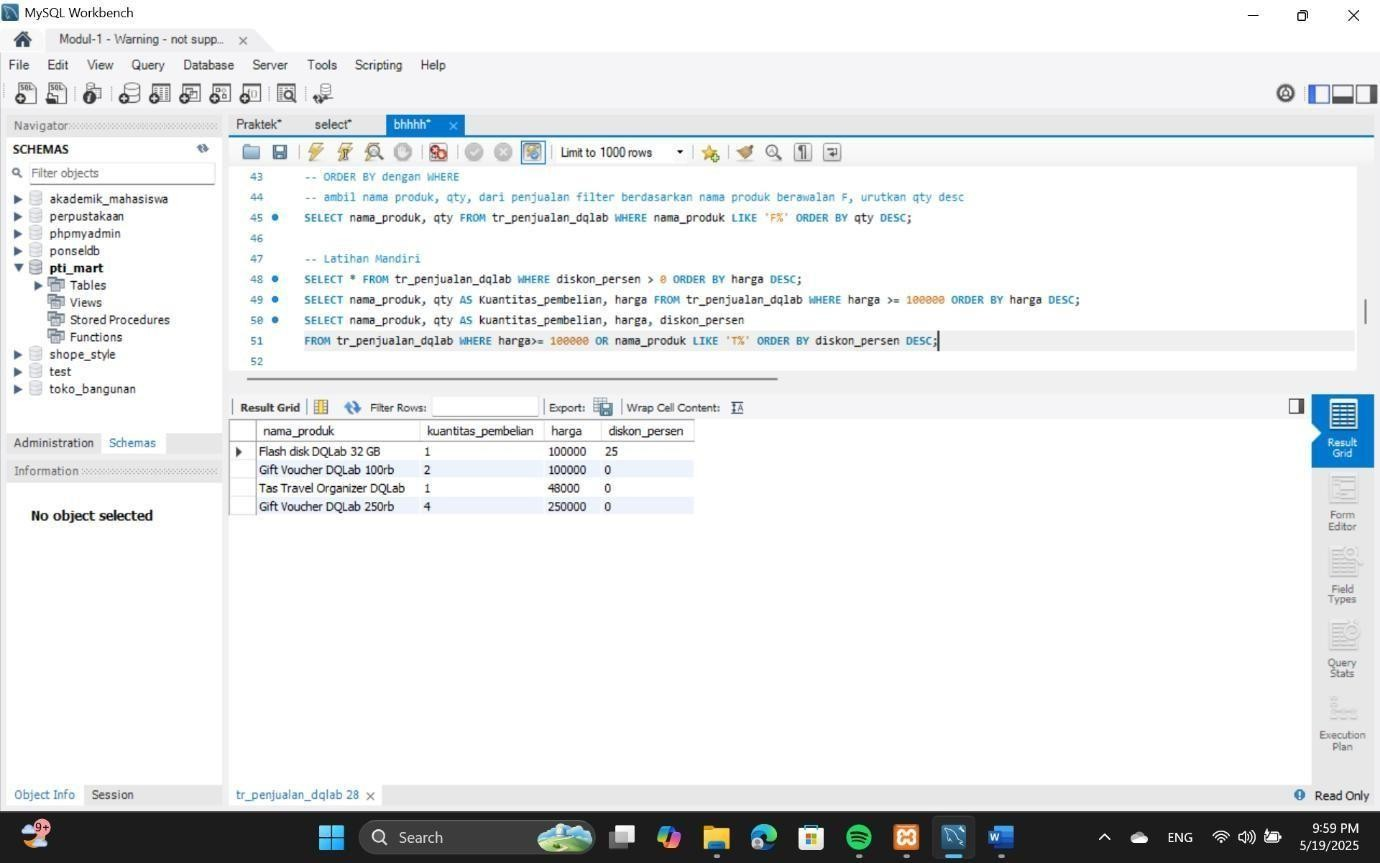 MySQL Workbench
Modul-1 - Warning - not supp...
File Edit View Query Database Server Tools Scripting Help
Navigator
SCHEMAS
Filter objects
akademik_mahasiswa
perpustakaan
phpmyadmin
ponseldb
pti_mart
Tables
Views
Stored Procedures
Functions
shope_style
test
toko_bangunan
Administration Schemas
Information
No object selected
Object Info Session
Praktek* select* bhhhh*
Limit to 1000 rows
43 -- ORDER BY dengan WHERE
44 -- ambil nama produk, qty, dari penjualan filter berdasarkan nama produk berawalan F, urutkan qty desc
45 SELECT nama_produk, qty FROM tr_penjualan_dqlab WHERE nama_produk LIKE 'F%' ORDER BY qty DESC;
46
47 -- Latihan Mandiri
48 SELECT * FROM tr_penjualan_dqlab WHERE diskon_persen > 0 ORDER BY harga DESC;
49 SELECT nama_produk, qty AS Kuantitas_pembelian, harga FROM tr_penjualan_dqlab WHERE harga >= 100000 ORDER BY harga DESC;
50 SELECT nama_produk, qty AS kuantitas_pembelian, harga, diskon_persen
51 FROM tr_penjualan_dqlab WHERE harga>= 100000 OR nama_produk LIKE 'T%' ORDER BY diskon_persen DESC;
52
Result Grid Filter Rows: Export: Wrap Cell Content:
nama_produk kuantitas_pembelian harga diskon_persen
Flash disk DQLab 32 GB 1 100000 25
Gift Voucher DQLab 100rb 2 100000 0
Tas Travel Organizer DQLab 1 48000 0
Gift Voucher DQLab 250rb 4 250000 0
Result
Grid
Form
Editor
Field
Types
Query
Stats
Execution
Plan
tr_penjualan_dqlab 28
Read Only
9+
Search
ENG
9:59 PM
5/19/2025